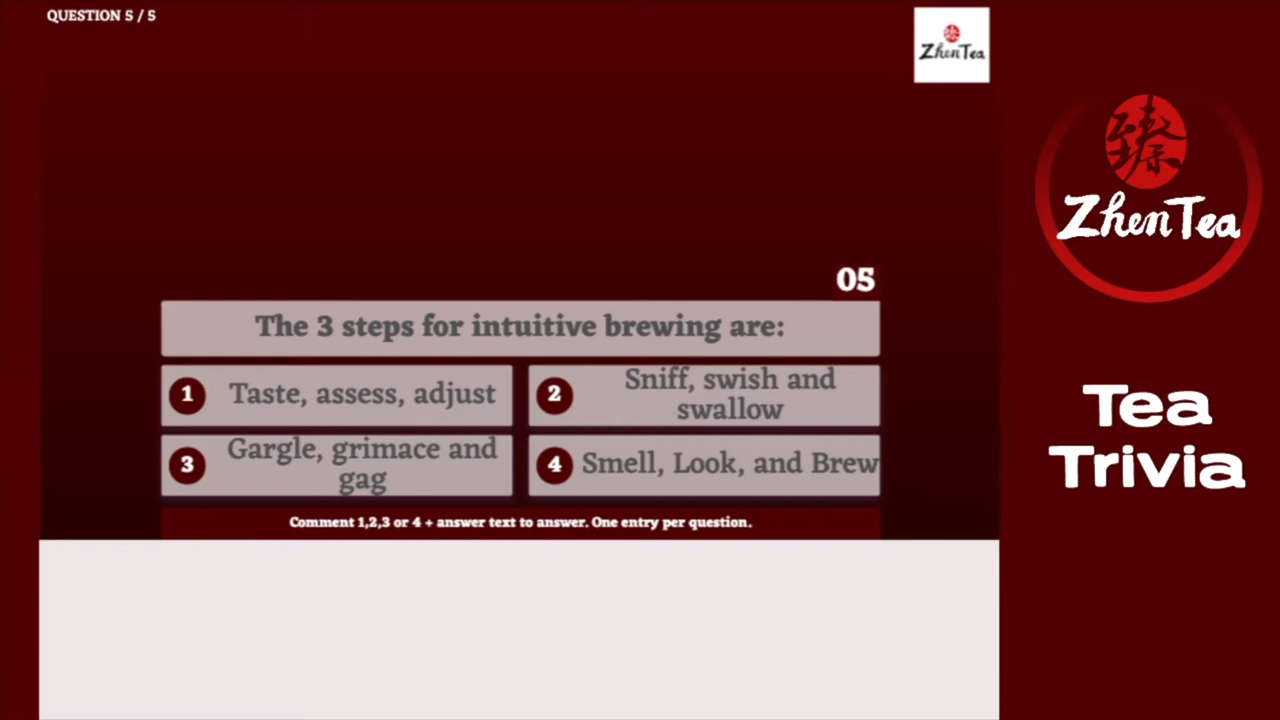 QUESTION 5 / 5
臻
ZhenTea
05
The 3 steps for intuitive brewing are:
1 Taste, assess, adjust
2 Sniff, swish and
swallow
3 Gargle, grimace and
gag
4 Smell, Look, and Brew
Comment 1,2,3 or 4 + answer text to answer. One entry per question.
臻
ZhenTea
Tea
Trivia